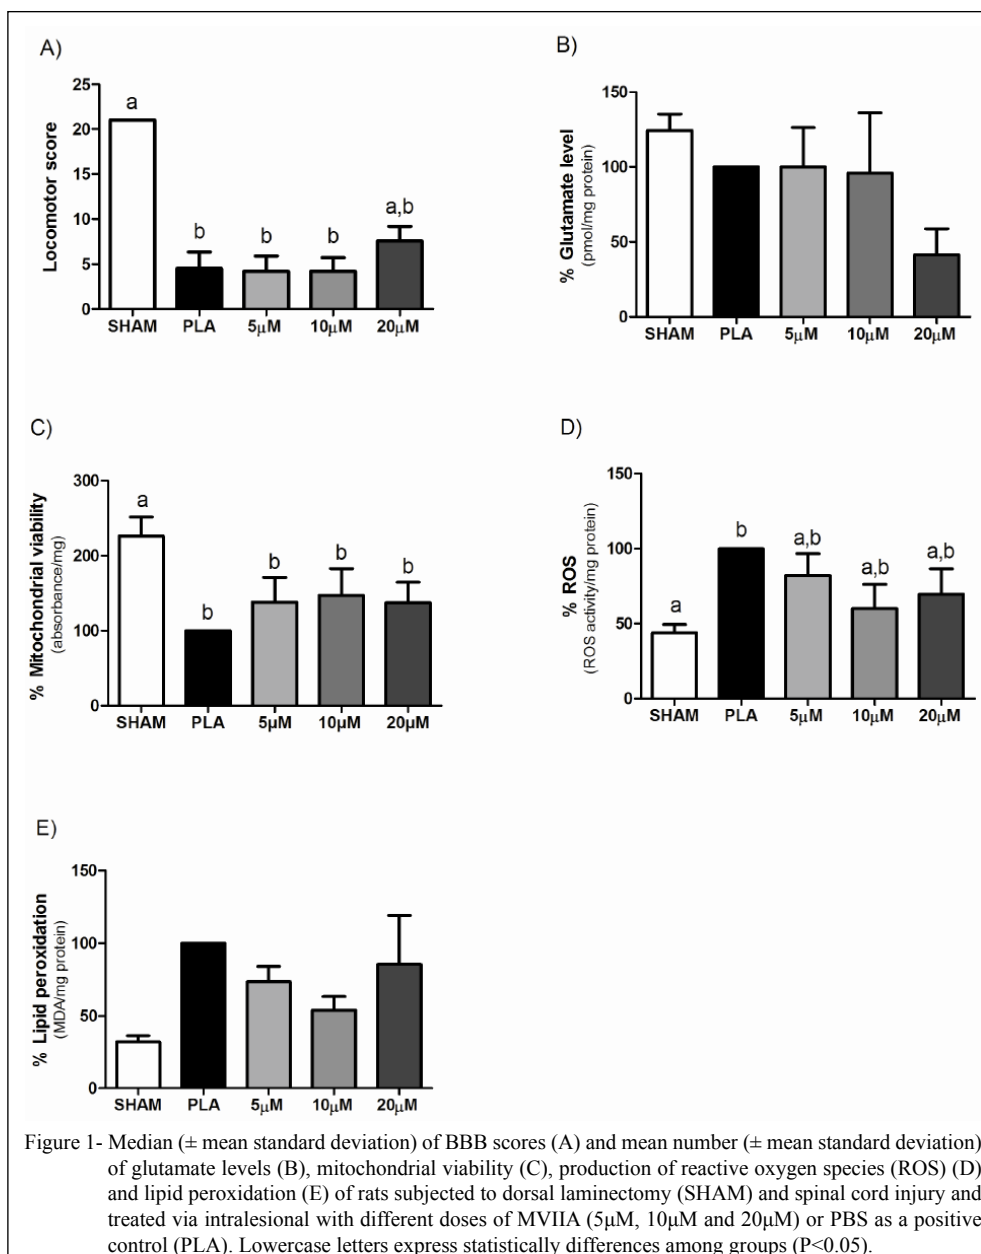 A)
Locomotor score
25
20
15
10
5
0
a
b
b
b
a,b
SHAM PLA 5μM 10μM 20μM
B)
% Glutamate level
(pmol/mg protein)
150
100
50
0
SHAM PLA 5μM 10μM 20μM
C)
% Mitochondrial viability
(absorbance/mg)
300
200
100
0
a
b
b
b
b
SHAM PLA 5µM 10µM 20µM
D)
% ROS
(ROS activity/mg protein)
150
100
50
0
a
b
a,b
a,b
a,b
SHAM PLA 5μM 10μM 20μM
E)
% Lipid peroxidation
(MDA/mg protein)
150
100
50
0
SHAM PLA 5μM 10μM 20μM
Figure 1- Median (± mean standard deviation) of BBB scores (A) and mean number (± mean standard deviation)
of glutamate levels (B), mitochondrial viability (C), production of reactive oxygen species (ROS) (D)
and lipid peroxidation (E) of rats subjected to dorsal laminectomy (SHAM) and spinal cord injury and
treated via intralesional with different doses of MVIIA (5μM, 10μM and 20μM) or PBS as a positive
control (PLA). Lowercase letters express statistically differences among groups (P<0.05).